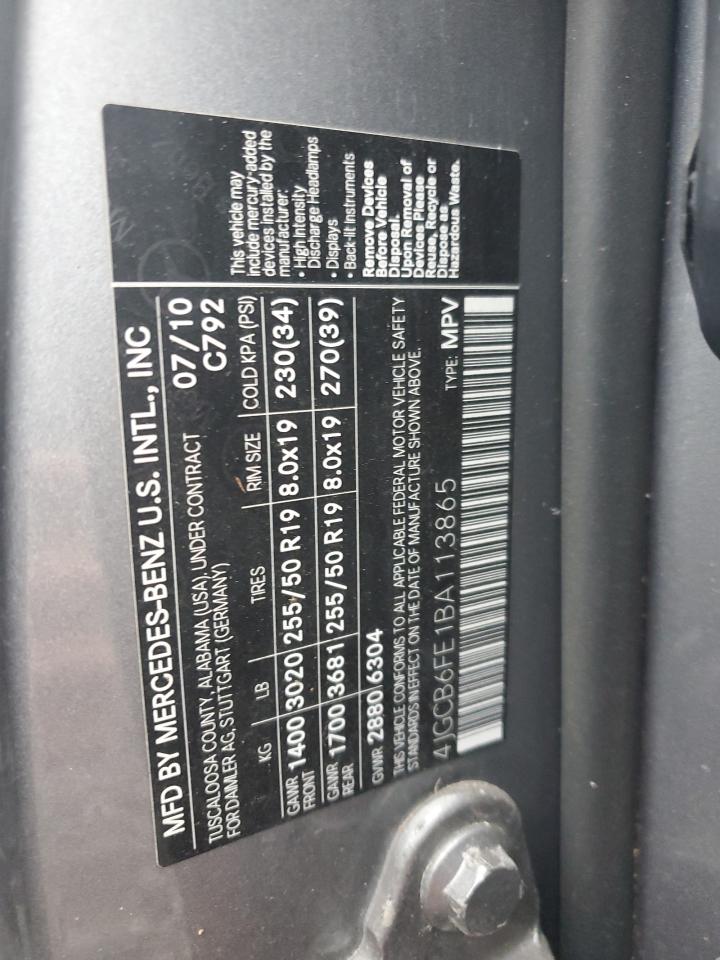 MFD BY MERCEDES-BENZ U.S. INTL., INC
TUSCALOOSA COUNTY, ALABAMA (USA), UNDER CONTRACT
FOR DAIMLER AG, STUTTGART (GERMANY)
07/10
C792
KG LB TIRES RIM SIZE COLD KPA (PSI)
GAWR FRONT 1400 3020 255/50 R19 8.0x19 230(34)
GAWR REAR 1700 3681 255/50 R19 8.0x19 270(39)
GVWR 2880/6304
THIS VEHICLE CONFORMS TO ALL APPLICABLE FEDERAL MOTOR VEHICLE SAFETY
STANDARDS IN EFFECT ON THE DATE OF MANUFACTURE SHOWN ABOVE.
4JGCB6FE1BA113865 TYPE: MPV
This vehicle may
include mercury-added
devices installed by the
manufacturer:
• High Intensity
Discharge Headlamps
• Displays
• Back-lit Instruments
Remove Devices
Before Vehicle
Disposal.
Upon Removal of
Devices Please
Reuse, Recycle or
Dispose as
Hazardous Waste.